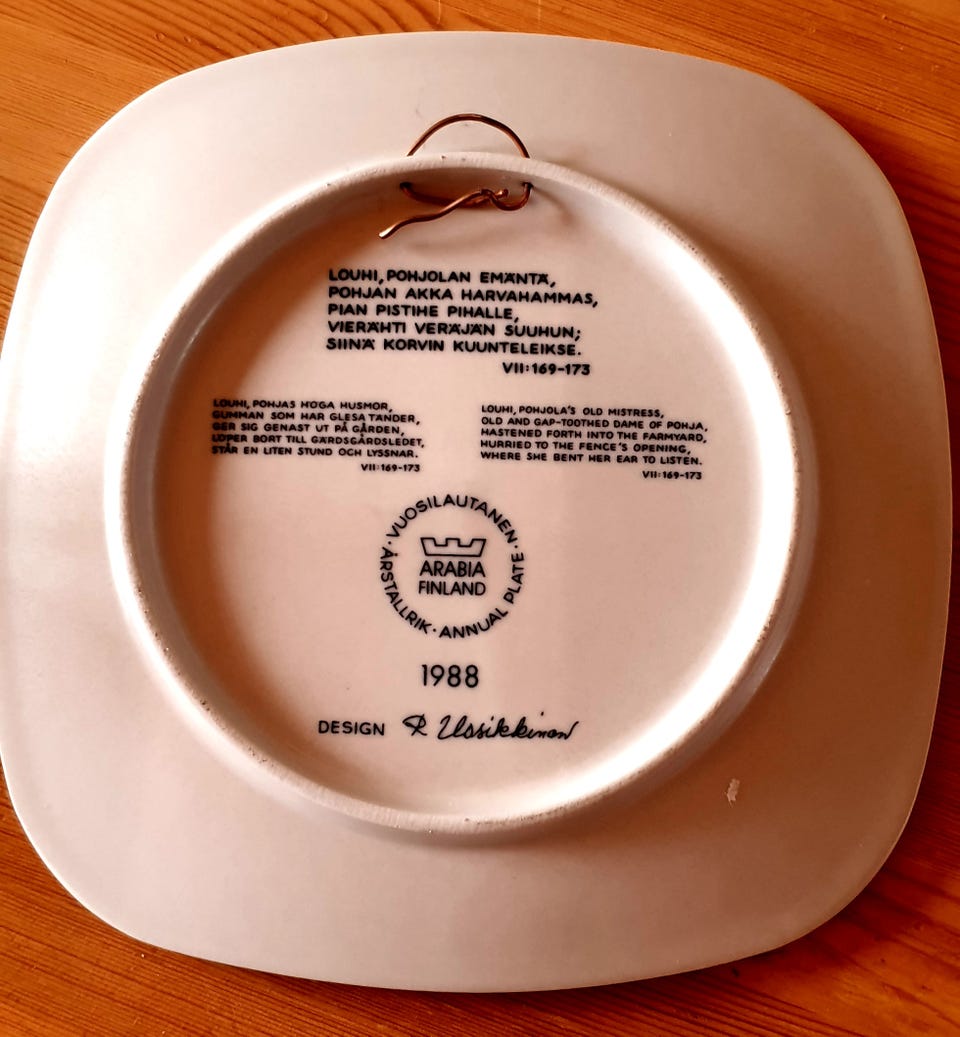 LOUHI, POHJOLAN EMÄNTÄ,
POHJAN AKKA HARVAHAMMAS,
PIAN PISTIHE PIHALLE,
VIERÄHTI VERÄJÄN SUUHUN;
SIINÄ KORVIN KUUNTELEIKSE.
VII:169-173
LOUHI, POHJAS HÖGA HUSMOR,
GUMMAN SOM HAR GLESA TÄNDER,
GER SIG GENAST UT PÅ GÅRDEN,
LÖPER BORT TILL GÄRDSGÅRDSLEDET,
STÅR EN LITEN STUND OCH LYSSNAR.
VII:169-173
LOUHI, POHJOLA'S OLD MISTRESS,
OLD AND GAP-TOOTHED DAME OF POHJA,
HASTENED FORTH INTO THE FARMYARD,
HURRIED TO THE FENCE'S OPENING,
WHERE SHE BENT HER EAR TO LISTEN.
VII:169-173
·VUOSILAUTANEN·
ARABIA
FINLAND
ÅRSTALLRIK·ANNUAL PLATE
1988
DESIGN R Uosikkinen